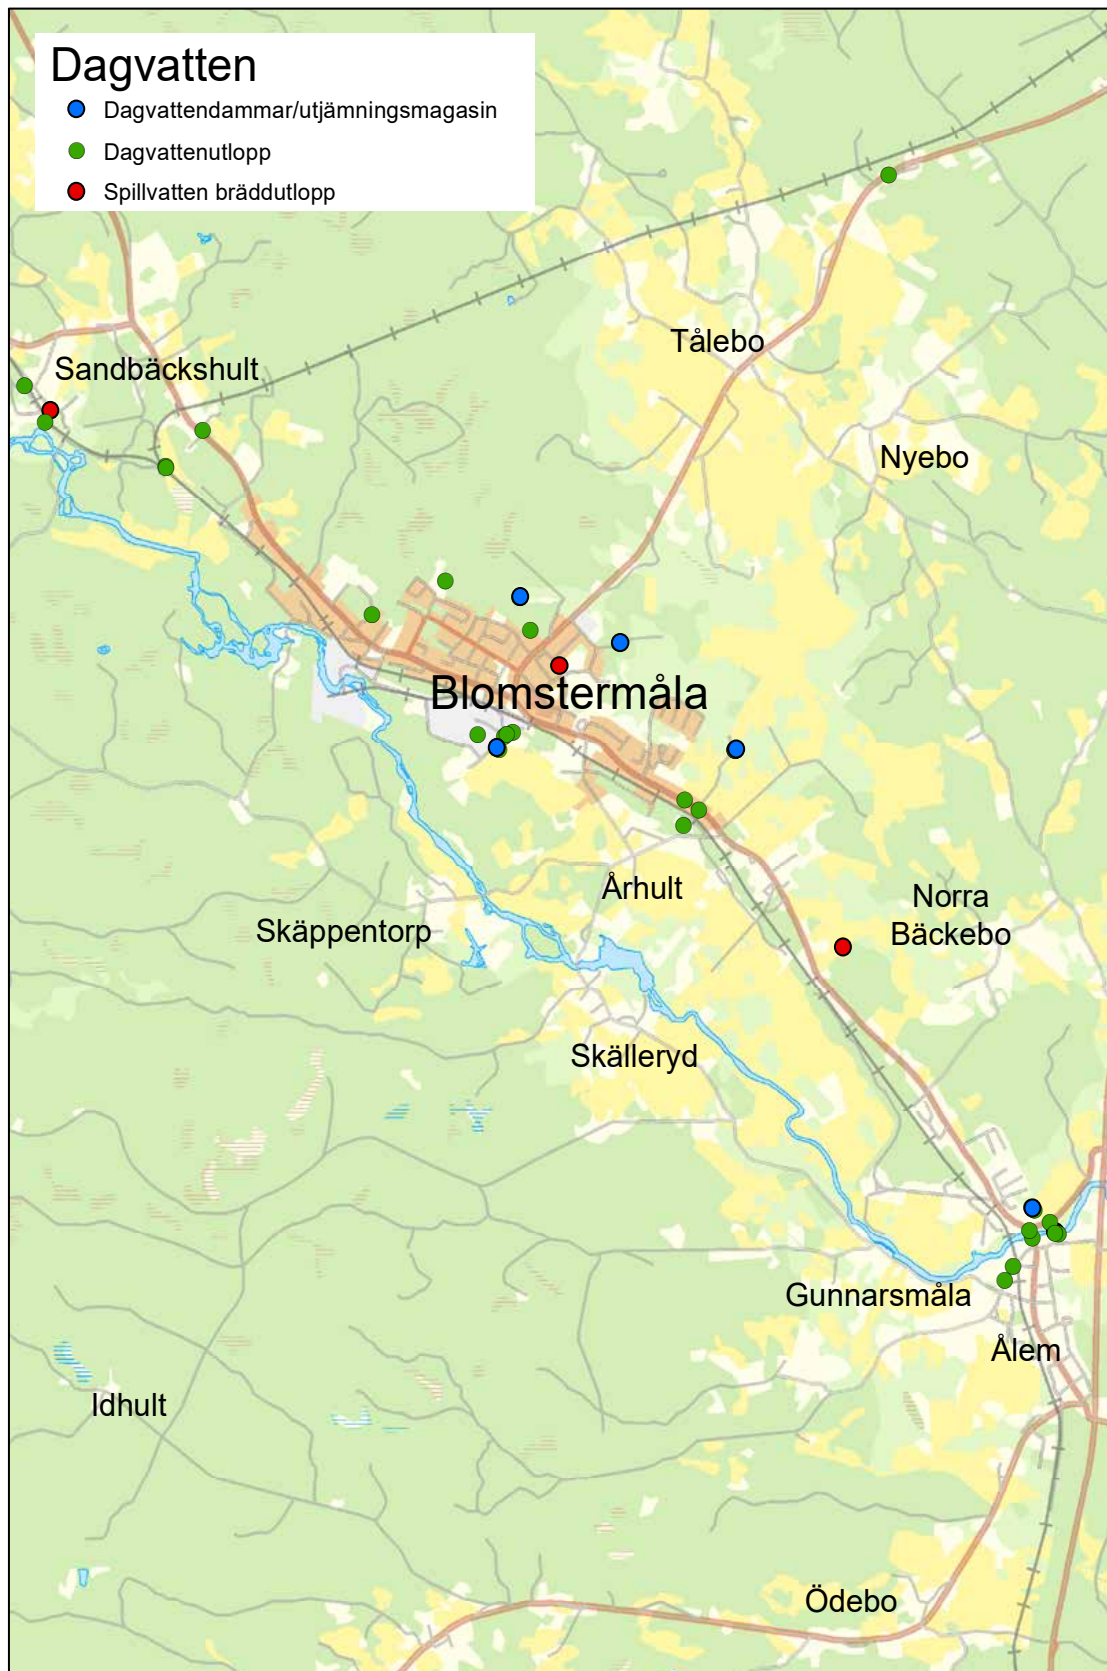 Dagvatten
Dagvattendammar/utjämningsmagasin
Dagvattenutlopp
Spillvatten bräddutlopp
Tålebo
Sandbäckshult
Nyebo
Blomstermåla
Århult
Norra
Bäckebo
Skäppentorp
Skälleryd
Gunnarsmåla
Ålem
Idhult
Ödebo